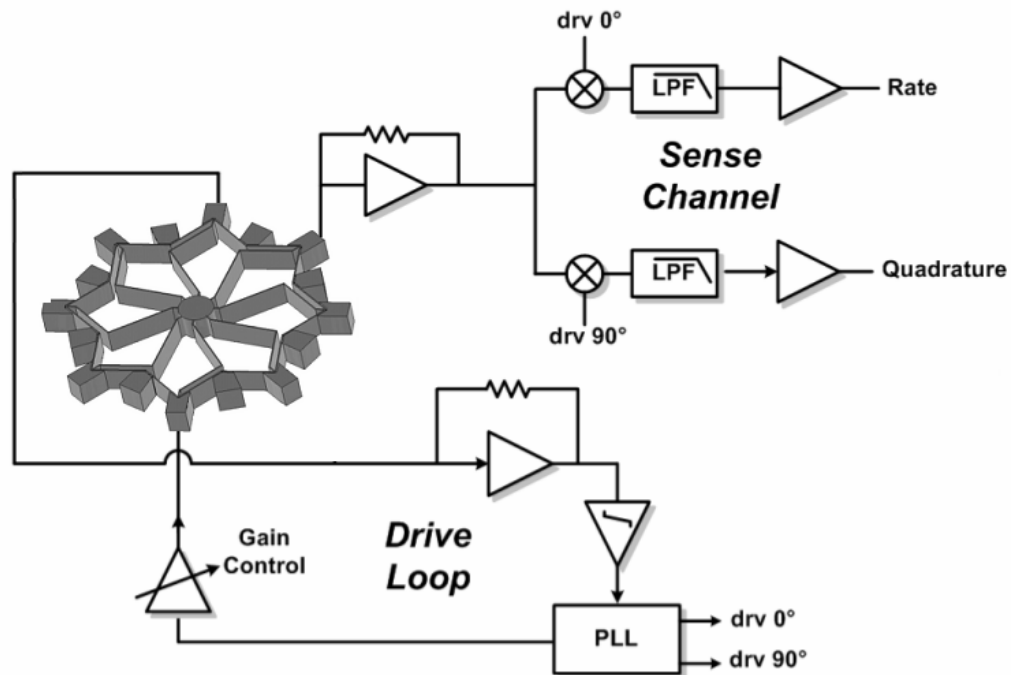 drv 0°
LPF
Rate
Sense
Channel
LPF
Quadrature
drv 90°
Gain
Control
Drive
Loop
PLL
drv 0°
drv 90°